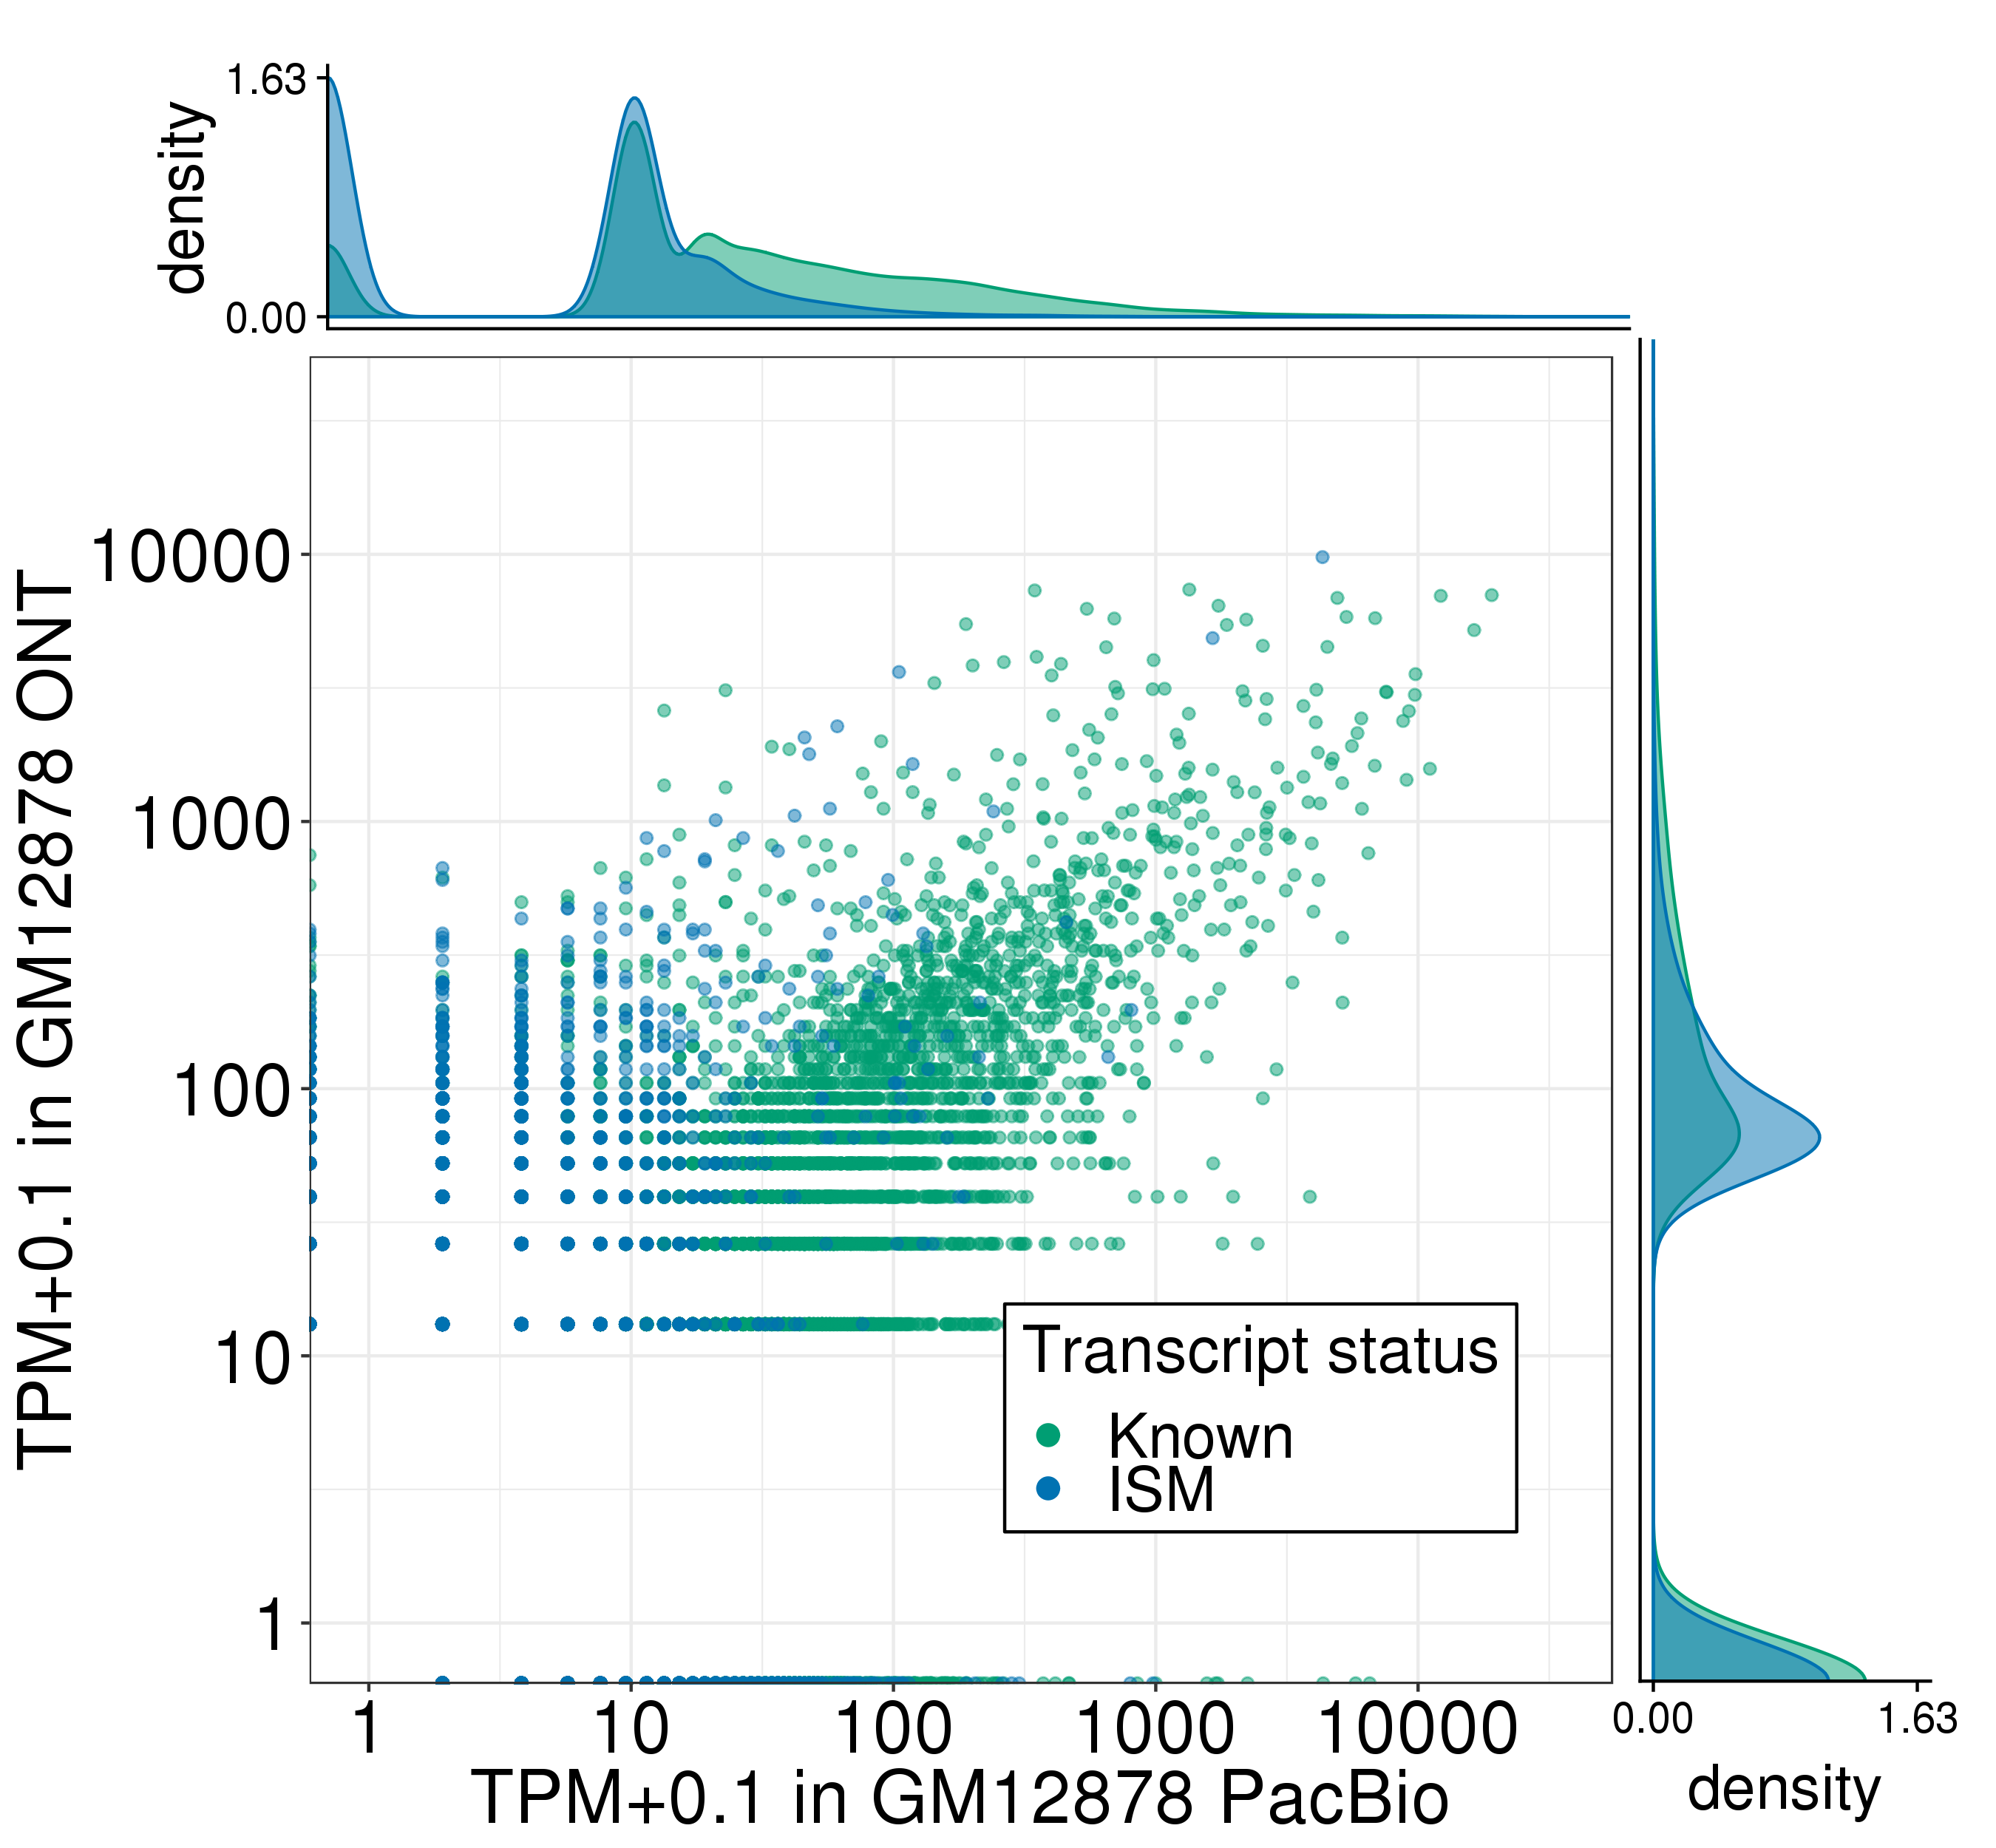 1.63
density
0.00
10000
1000
100
10
1
TPM+0.1 in GM12878 ONT
Transcript status
Known
ISM
1 10 100 1000 10000
TPM+0.1 in GM12878 PacBio
0.00 1.63
density